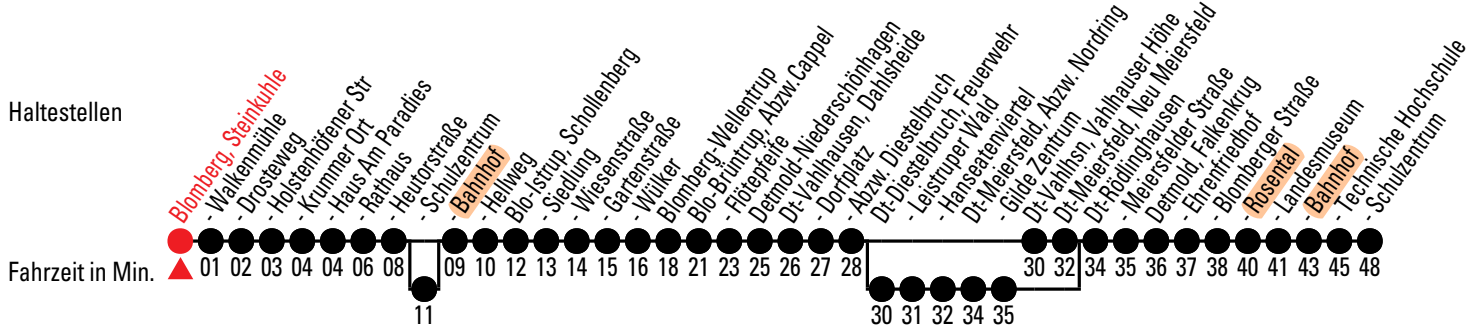 Haltestellen
Blomberg, Steinkuhle
- Walkenmühle
- Drosteweg
- Holstenhöfener Str
- Krummer Ort
- Haus Am Paradies
- Rathaus
- Heutorstraße
- Schulzentrum
- Bahnhof
- Hellweg
Blo-Istrup, Schollenberg
- Siedlung
- Wiesenstraße
- Gartenstraße
- Wülker
Blomberg-Wellentrup
Blo-Brüntrup, Abzw.Cappel
- Flötepfeife
Detmold-Niederschönhagen
Dt-Vahlhausen, Dahlsheide
- Dorfplatz
- Abzw. Diestelbruch
Dt-Diestelbruch, Feuerwehr
- Leistruper Wald
- Hanseatenviertel
Dt-Meiersfeld, Abzw. Nordring
- Gilde Zentrum
Dt-Vahlhsn, Vahlhauser Höhe
Dt-Meiersfeld, Neu Meiersfeld
Dt-Rödlinghausen
- Meiersfelder Straße
Detmold, Falkenkrug
- Ehrenfriedhof
- Blomberger Straße
- Rosental
- Landesmuseum
- Bahnhof
- Technische Hochschule
- Schulzentrum
Fahrzeit in Min.
01 02 03 04 04 06 08 09 10 12 13 14 15 16 18 21 23 25 26 27 28 30 32 34 35 36 37 38 40 41 43 45 48
11 30 31 32 34 35